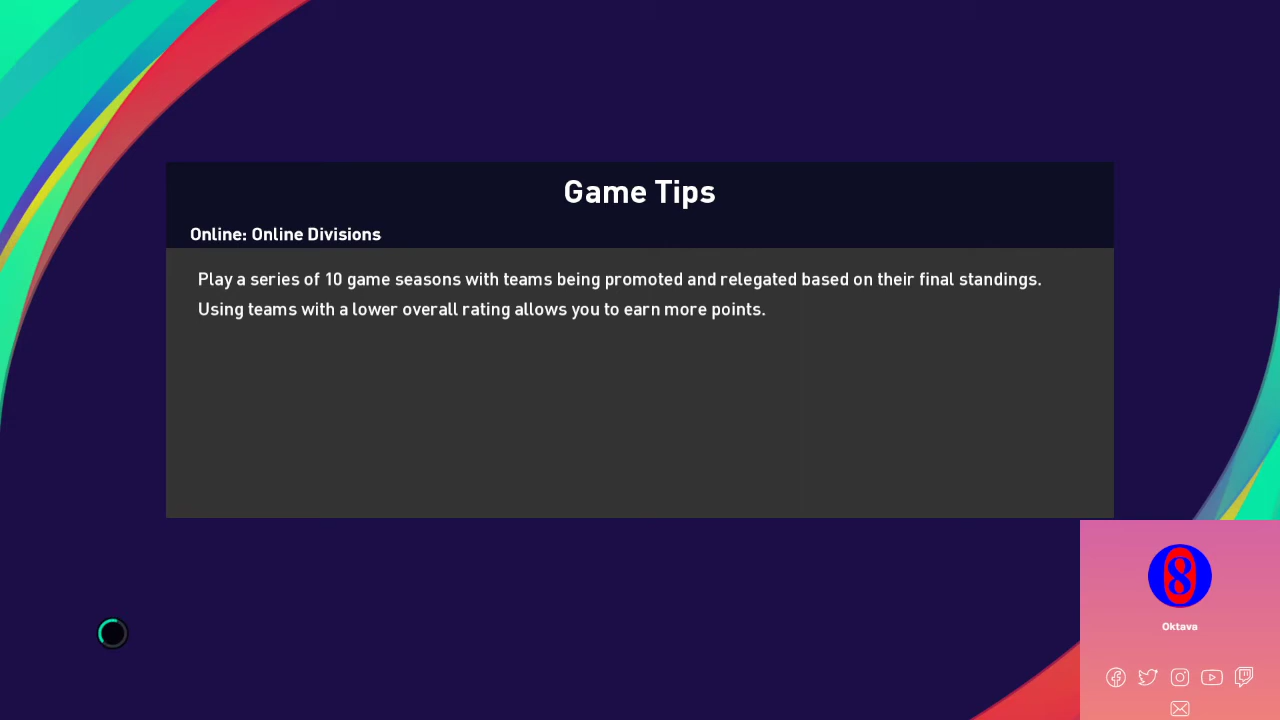 Game Tips
Online: Online Divisions
Play a series of 10 game seasons with teams being promoted and relegated based on their final standings.
Using teams with a lower overall rating allows you to earn more points.
8
Oktava